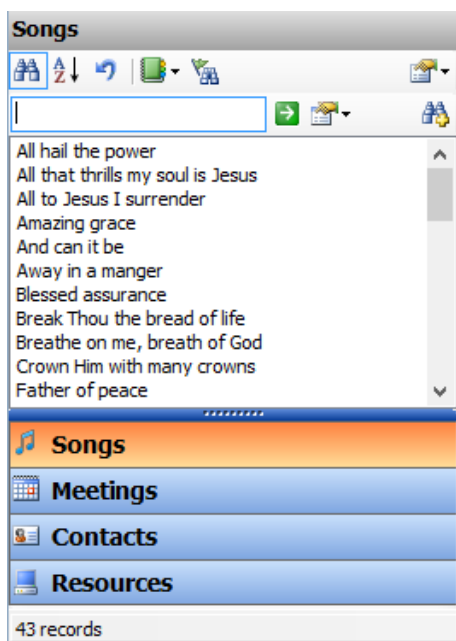 Songs
All hail the power
All that thrills my soul is Jesus
All to Jesus I surrender
Amazing grace
And can it be
Away in a manger
Blessed assurance
Break Thou the bread of life
Breathe on me, breath of God
Crown Him with many crowns
Father of peace
Songs
Meetings
Contacts
Resources
43 records